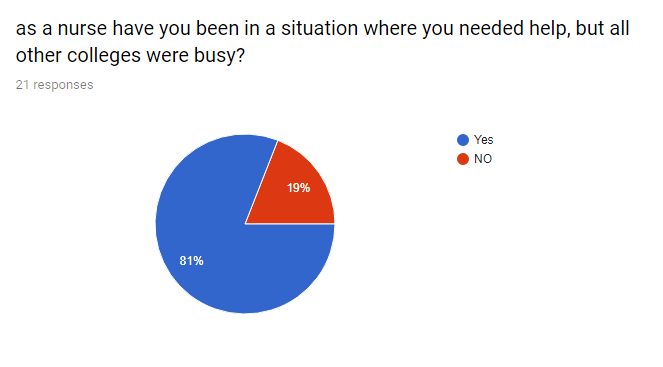 as a nurse have you been in a situation where you needed help, but all
other colleges were busy?
21 responses
Yes
NO
19%
81%